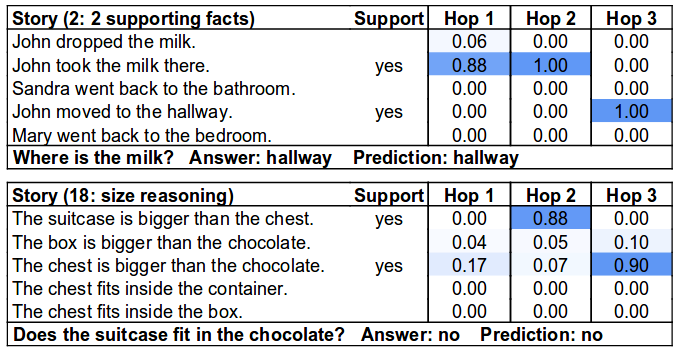 Story (2: 2 supporting facts) Support Hop 1 Hop 2 Hop 3
John dropped the milk. 0.06 0.00 0.00
John took the milk there. yes 0.88 1.00 0.00
Sandra went back to the bathroom. 0.00 0.00 0.00
John moved to the hallway. yes 0.00 0.00 1.00
Mary went back to the bedroom. 0.00 0.00 0.00
Where is the milk? Answer: hallway Prediction: hallway
Story (18: size reasoning) Support Hop 1 Hop 2 Hop 3
The suitcase is bigger than the chest. yes 0.00 0.88 0.00
The box is bigger than the chocolate. 0.04 0.05 0.10
The chest is bigger than the chocolate. yes 0.17 0.07 0.90
The chest fits inside the container. 0.00 0.00 0.00
The chest fits inside the box. 0.00 0.00 0.00
Does the suitcase fit in the chocolate? Answer: no Prediction: no